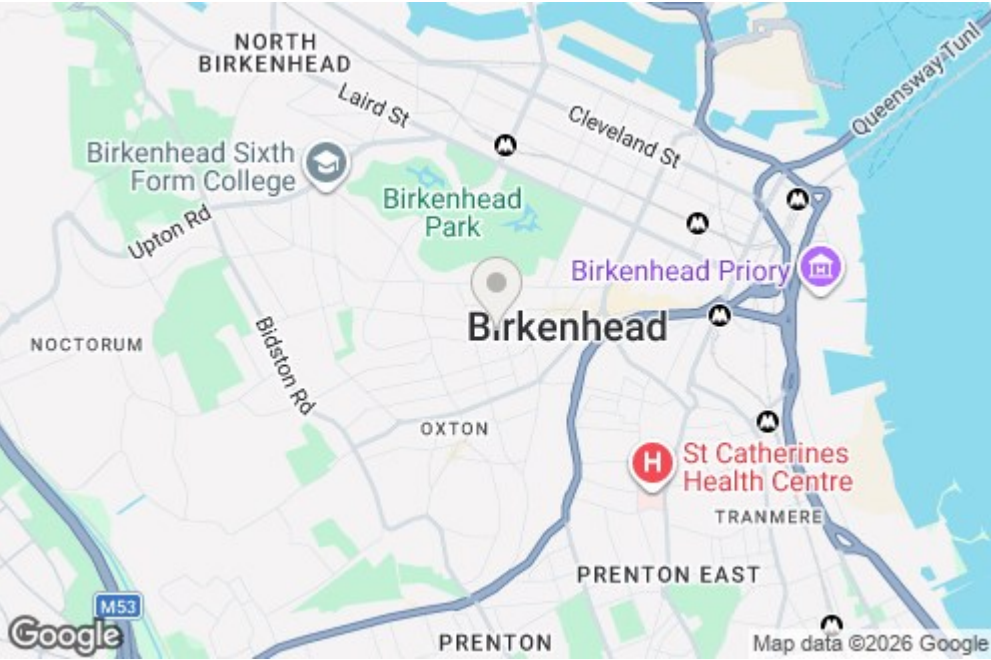 NORTH
BIRKENHEAD
Laird St
Cleveland St
Queensway Tunl
Birkenhead Sixth
Form College
Birkenhead
Park
Upton Rd
Birkenhead Priory
Birkenhead
NOCTORUM
Bidston Rd
OXTON
H
St Catherines
Health Centre
TRANMERE
PRENTON EAST
M53
Google
PRENTON
Map data ©2026 Google